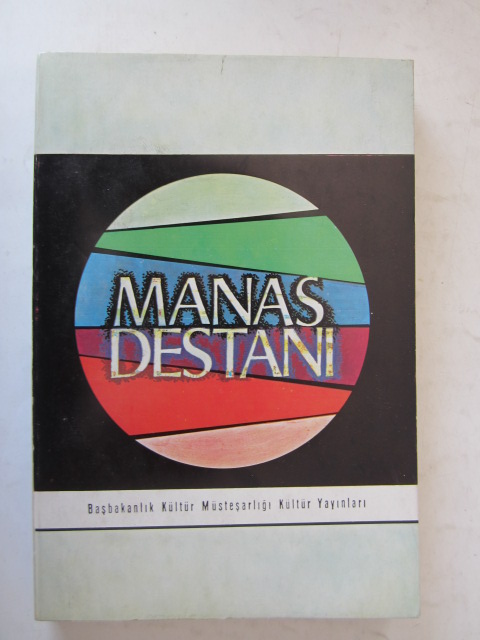 MANAS
DESTANI
Başbakanlık Kültür Müsteşarlığı Kültür Yayınları